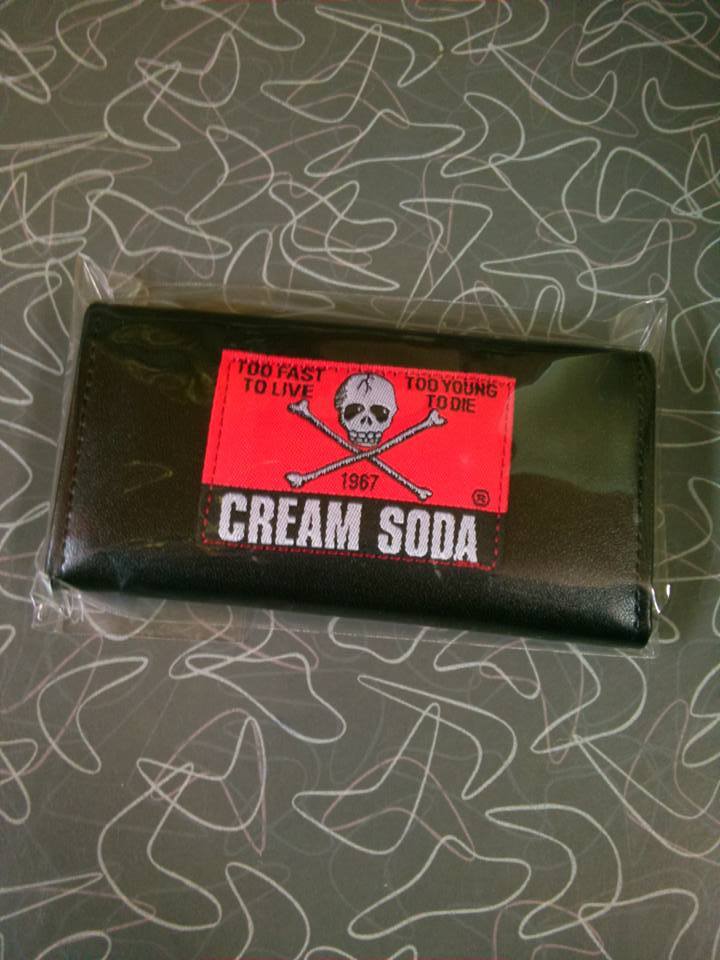 TOO FAST
TO LIVE
TOO YOUNG
TO DIE
1967
®
CREAM SODA